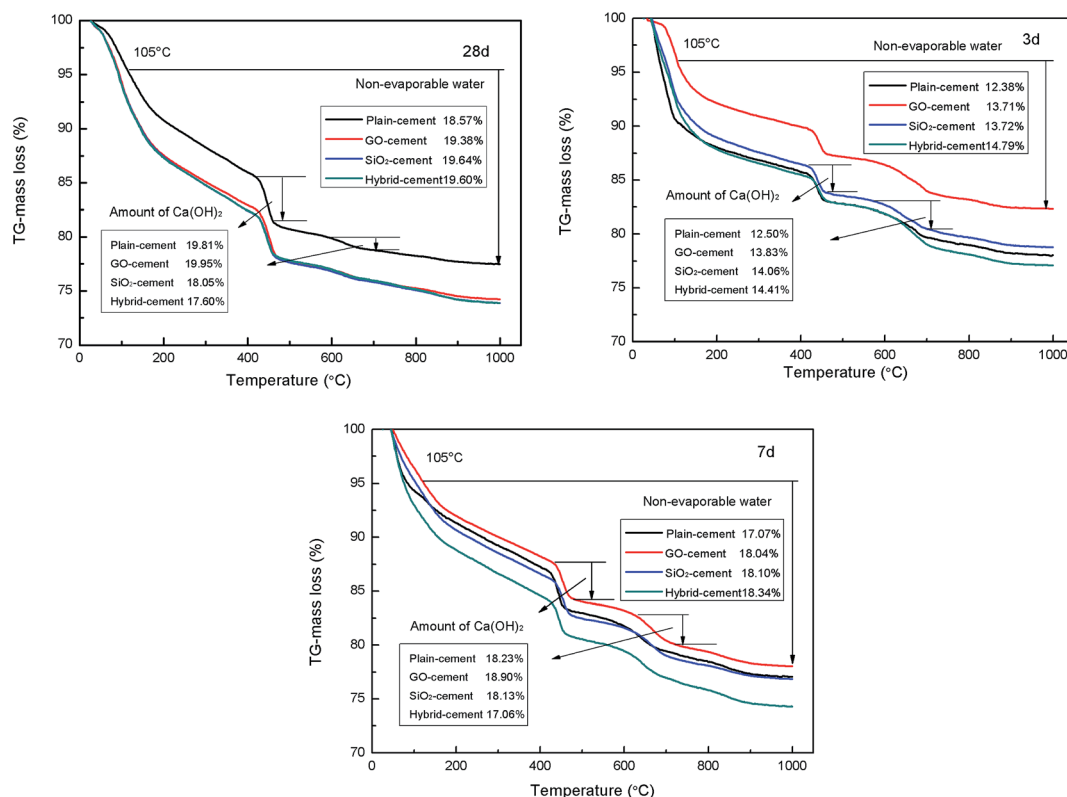 100
95
90
85
80
75
70
TG-mass loss (%)
105°C
28d
Non-evaporable water
Plain-cement 18.57%
GO-cement 19.38%
SiO₂-cement 19.64%
Hybrid-cement19.60%
Amount of Ca(OH)₂
Plain-cement 19.81%
GO-cement 19.95%
SiO₂-cement 18.05%
Hybrid-cement 17.60%
0 200 400 600 800 1000
Temperature (°C)
100
95
90
85
80
75
70
TG-mass loss (%)
105°C
3d
Non-evaporable water
Plain-cement 12.38%
GO-cement 13.71%
SiO₂-cement 13.72%
Hybrid-cement14.79%
Amount of Ca(OH)₂
Plain-cement 12.50%
GO-cement 13.83%
SiO₂-cement 14.06%
Hybrid-cement 14.41%
0 200 400 600 800 1000
Temperature (°C)
100
95
90
85
80
75
70
TG-mass loss (%)
105°C
7d
Non-evaporable water
Plain-cement 17.07%
GO-cement 18.04%
SiO₂-cement 18.10%
Hybrid-cement18.34%
Amount of Ca(OH)₂
Plain-cement 18.23%
GO-cement 18.90%
SiO₂-cement 18.13%
Hybrid-cement 17.06%
0 200 400 600 800 1000
Temperature (°C)